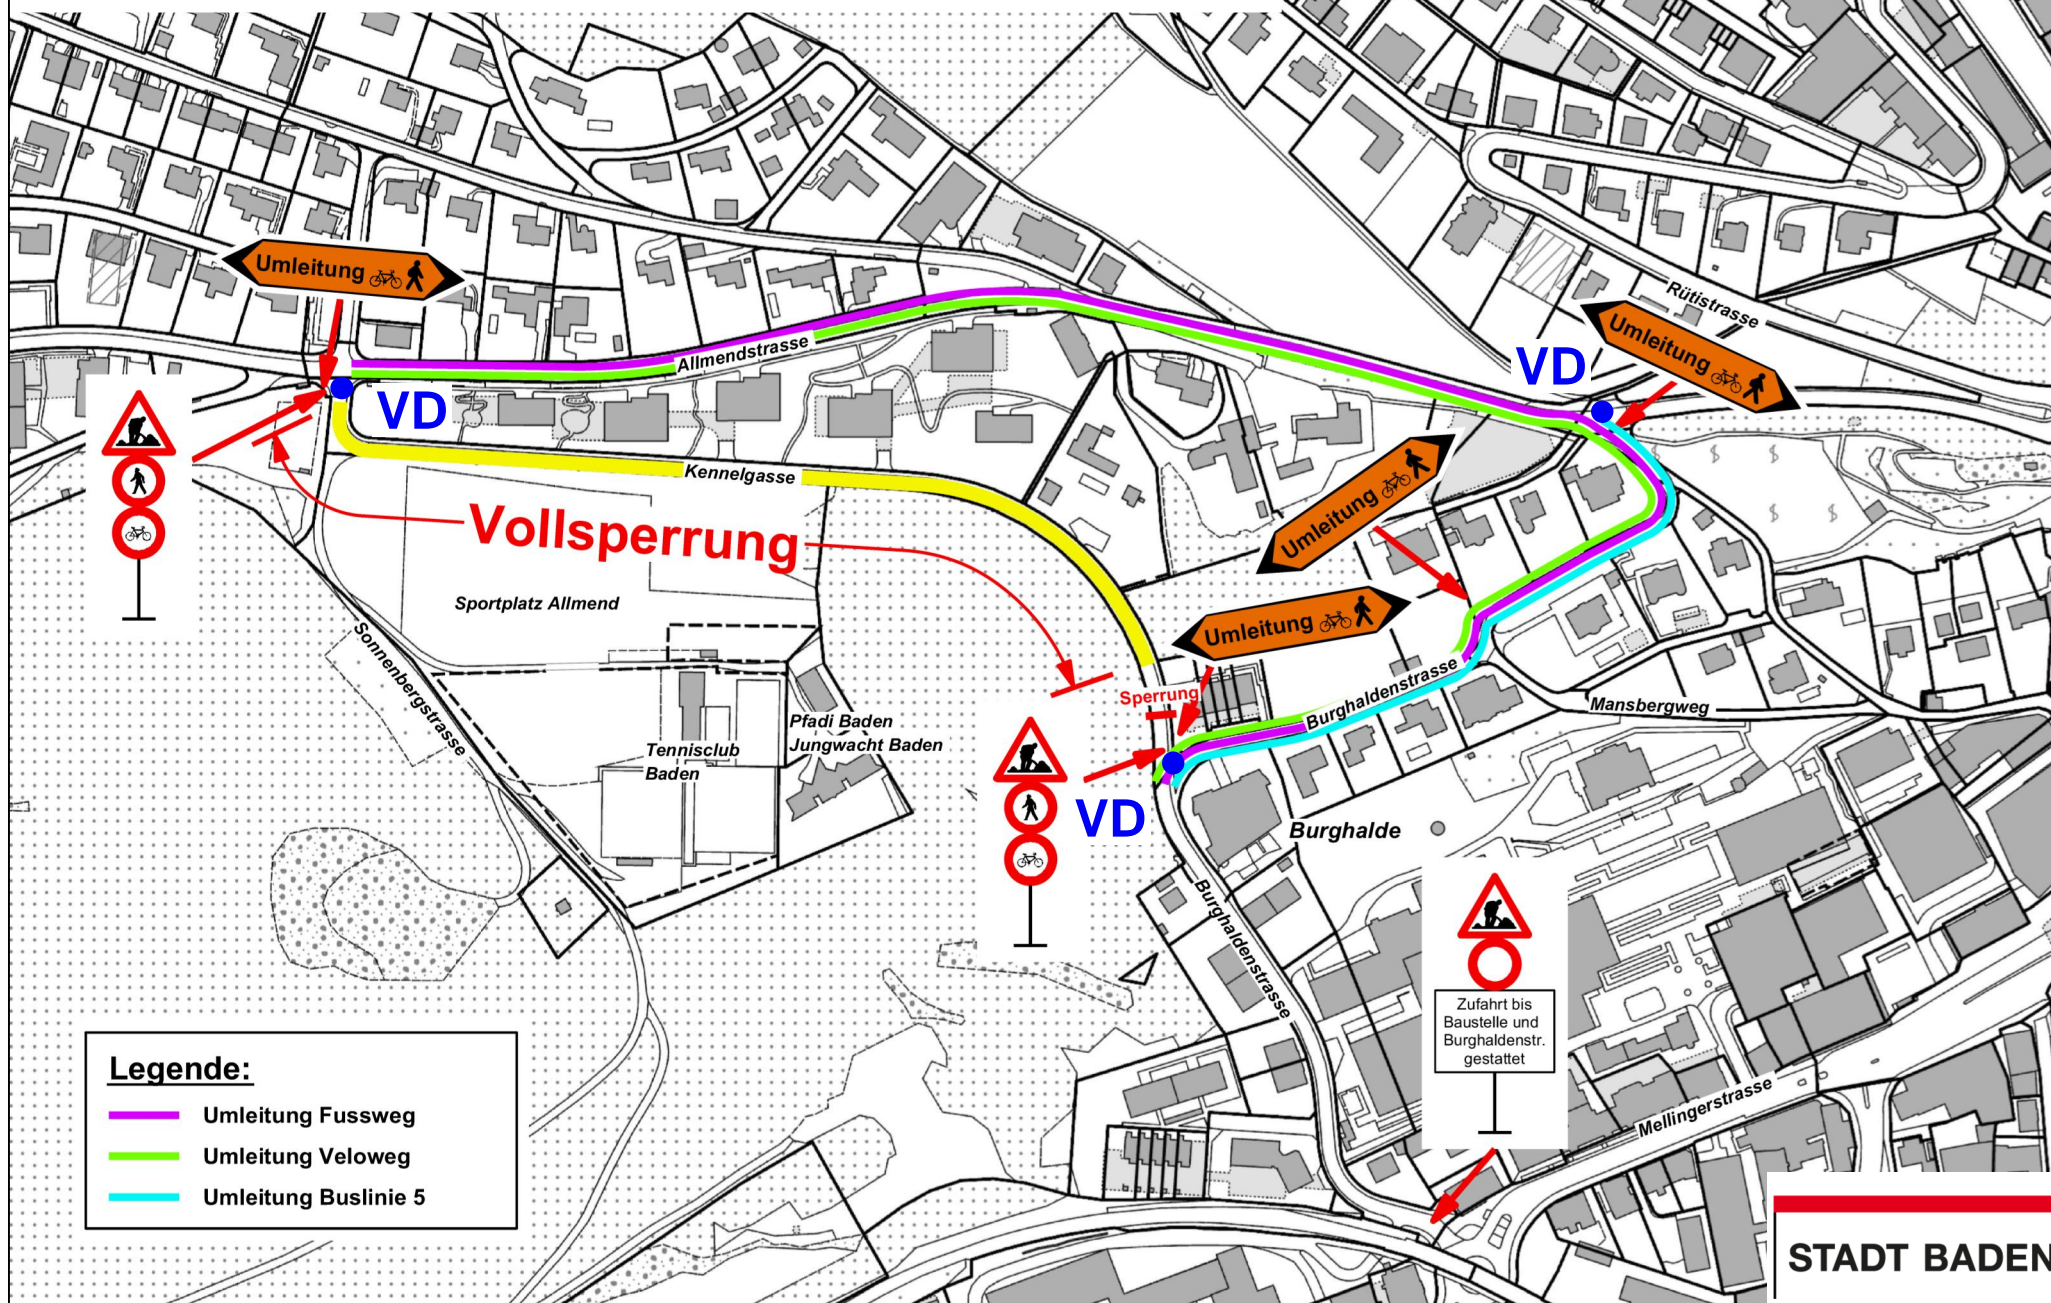 Umleitung
Rütistrasse
Umleitung
VD
Allmendstrasse
VD
Kennelgasse
Umleitung
Vollsperrung
Sportplatz Allmend
Umleitung
Sonnenbergstrasse
Sperrung
Burghaldenstrasse
Mansbergweg
Pfadi Baden
Jungwacht Baden
Tennisclub
Baden
VD
Burghalde
Burghaldenstrasse
Zufahrt bis
Baustelle und
Burghaldenstr.
gestattet
Mellingerstrasse
Legende:
Umleitung Fussweg
Umleitung Veloweg
Umleitung Buslinie 5
STADT BADEN